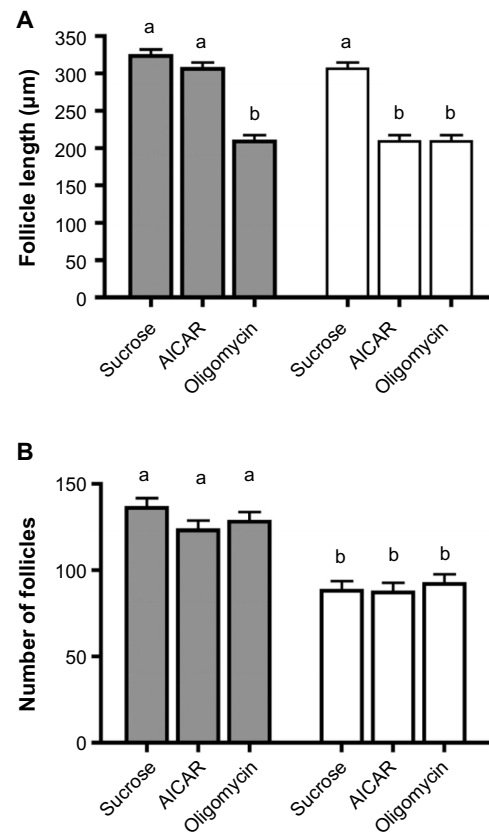 A
Follicle length (μm)
350
300
250
200
150
100
50
0
a
a
b
a
b
b
Sucrose
AICAR
Oligomycin
Sucrose
AICAR
Oligomycin
B
Number of follicles
150
100
50
0
a
a
a
b
b
b
Sucrose
AICAR
Oligomycin
Sucrose
AICAR
Oligomycin